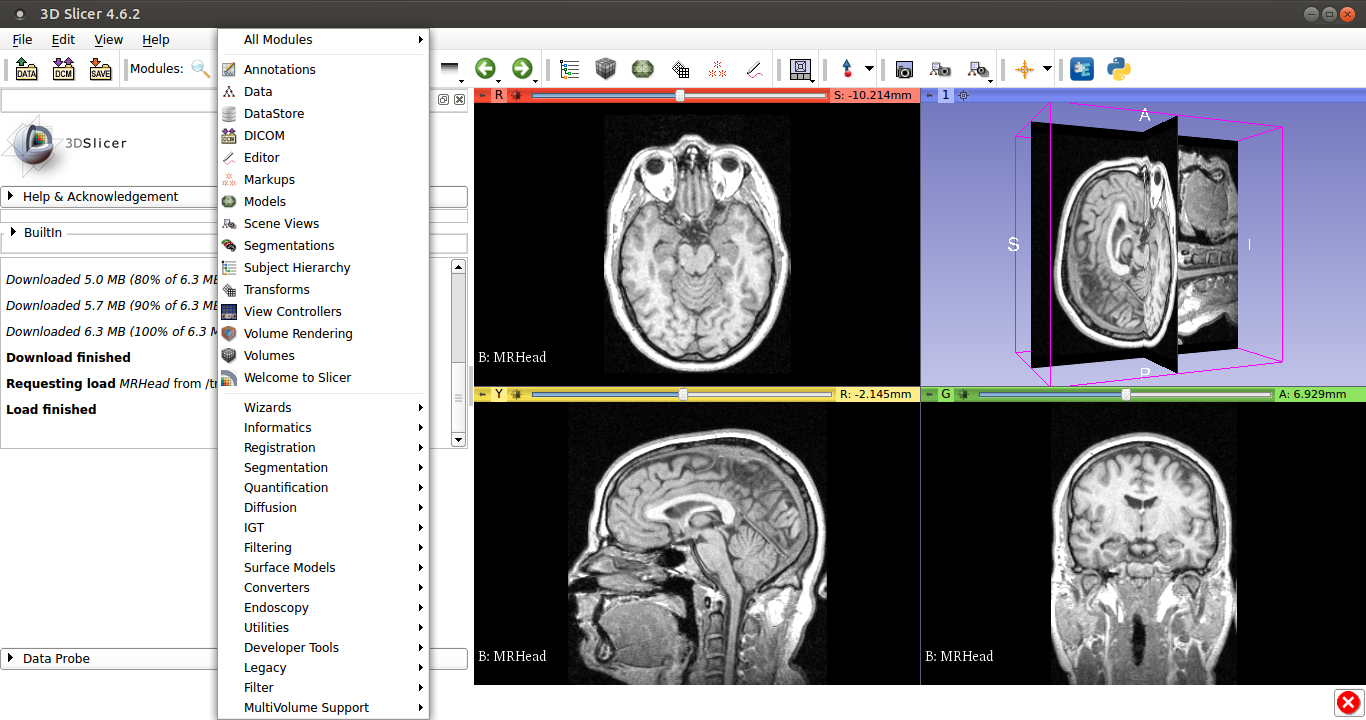 3D Slicer 4.6.2
File Edit View Help
DATA DCM SAVE Modules:
3DSlicer
Help & Acknowledgement
BuiltIn
Downloaded 5.0 MB (80% of 6.3 MB
Downloaded 5.7 MB (90% of 6.3 MB
Downloaded 6.3 MB (100% of 6.3 M
Download finished
Requesting load MRHead from /t
Load finished
Data Probe
All Modules
Annotations
Data
DataStore
DICOM
Editor
Markups
Models
Scene Views
Segmentations
Subject Hierarchy
Transforms
View Controllers
Volume Rendering
Volumes
Welcome to Slicer
Wizards
Informatics
Registration
Segmentation
Quantification
Diffusion
IGT
Filtering
Surface Models
Converters
Endoscopy
Utilities
Developer Tools
Legacy
Filter
MultiVolume Support
R S: -10.214mm
B: MRHead
1
A
S I
P
Y R: -2.145mm
B: MRHead
G A: 6.929mm
B: MRHead